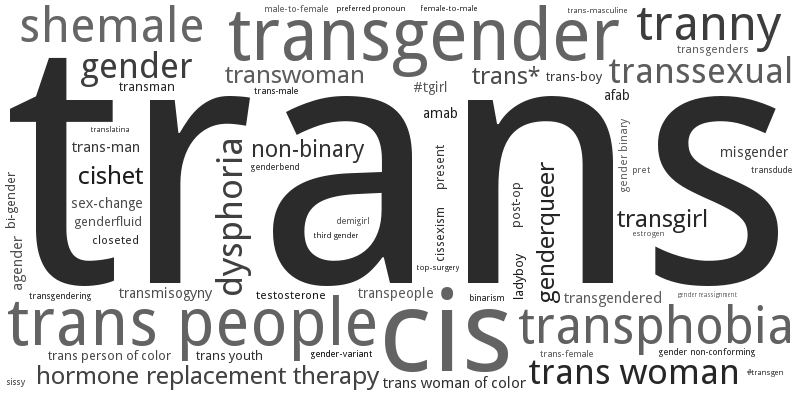 male-to-female
preferred pronoun
female-to-male
trans-masculine
shemale
transgender
tranny
transgenders
gender
transwoman
trans*
trans-boy
transsexual
transman
#tgirl
trans-male
afab
amab
trans
translatina
trans-man
non-binary
genderbend
cishet
dysphoria
present
gender binary
misgender
pret
transdude
bi-gender
sex-change
genderfluid
closeted
demigirl
third gender
cissexism
post-op
genderqueer
transgirl
estrogen
agender
top-surgery
ladyboy
transgendering
transmisogyny
testosterone
transpeople
binarism
transgendered
gender reassignment
trans people
cis
transphobia
trans person of color
trans youth
gender-variant
trans-female
gender non-conforming
sissy
hormone replacement therapy
trans woman of color
trans woman
#transgen